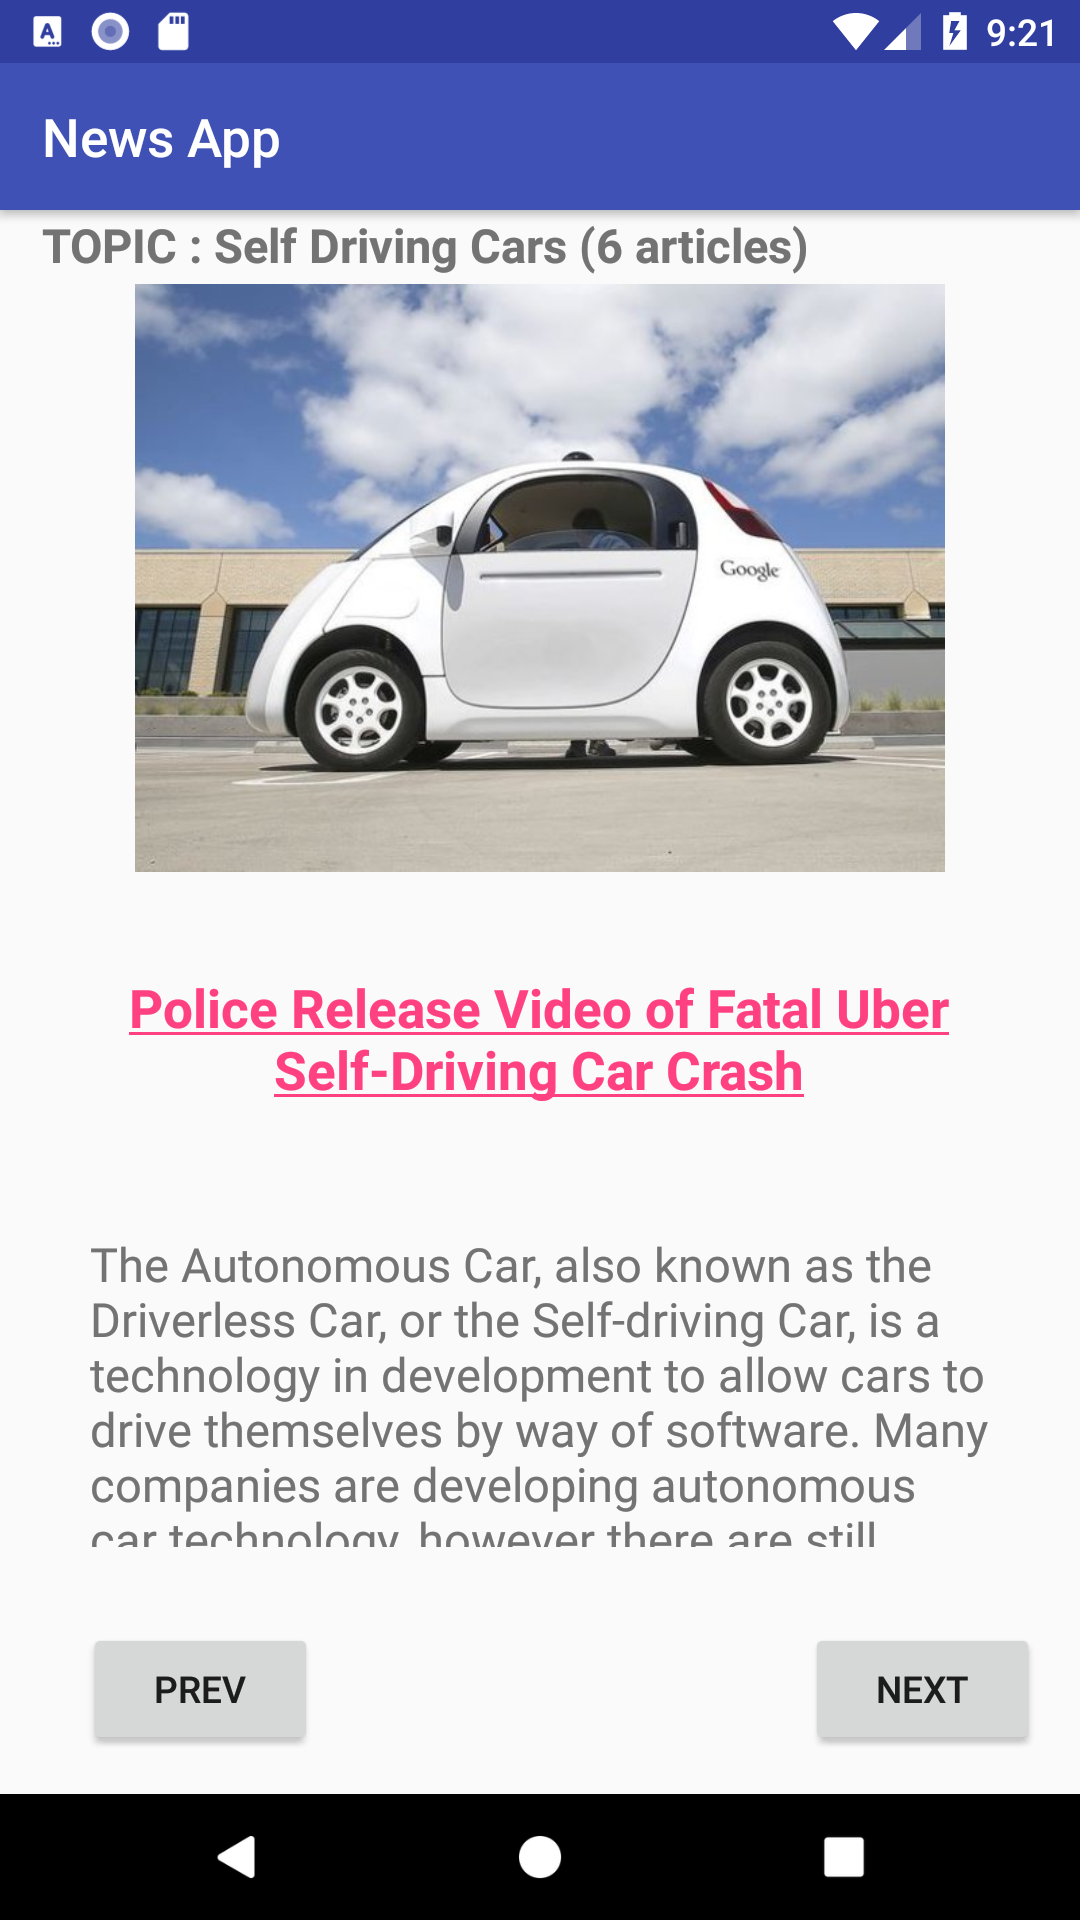 9:21
News App
TOPIC : Self Driving Cars (6 articles)
Google
Police Release Video of Fatal Uber
Self-Driving Car Crash
The Autonomous Car, also known as the
Driverless Car, or the Self-driving Car, is a
technology in development to allow cars to
drive themselves by way of software. Many
companies are developing autonomous
car technology, however there are still
PREV
NEXT